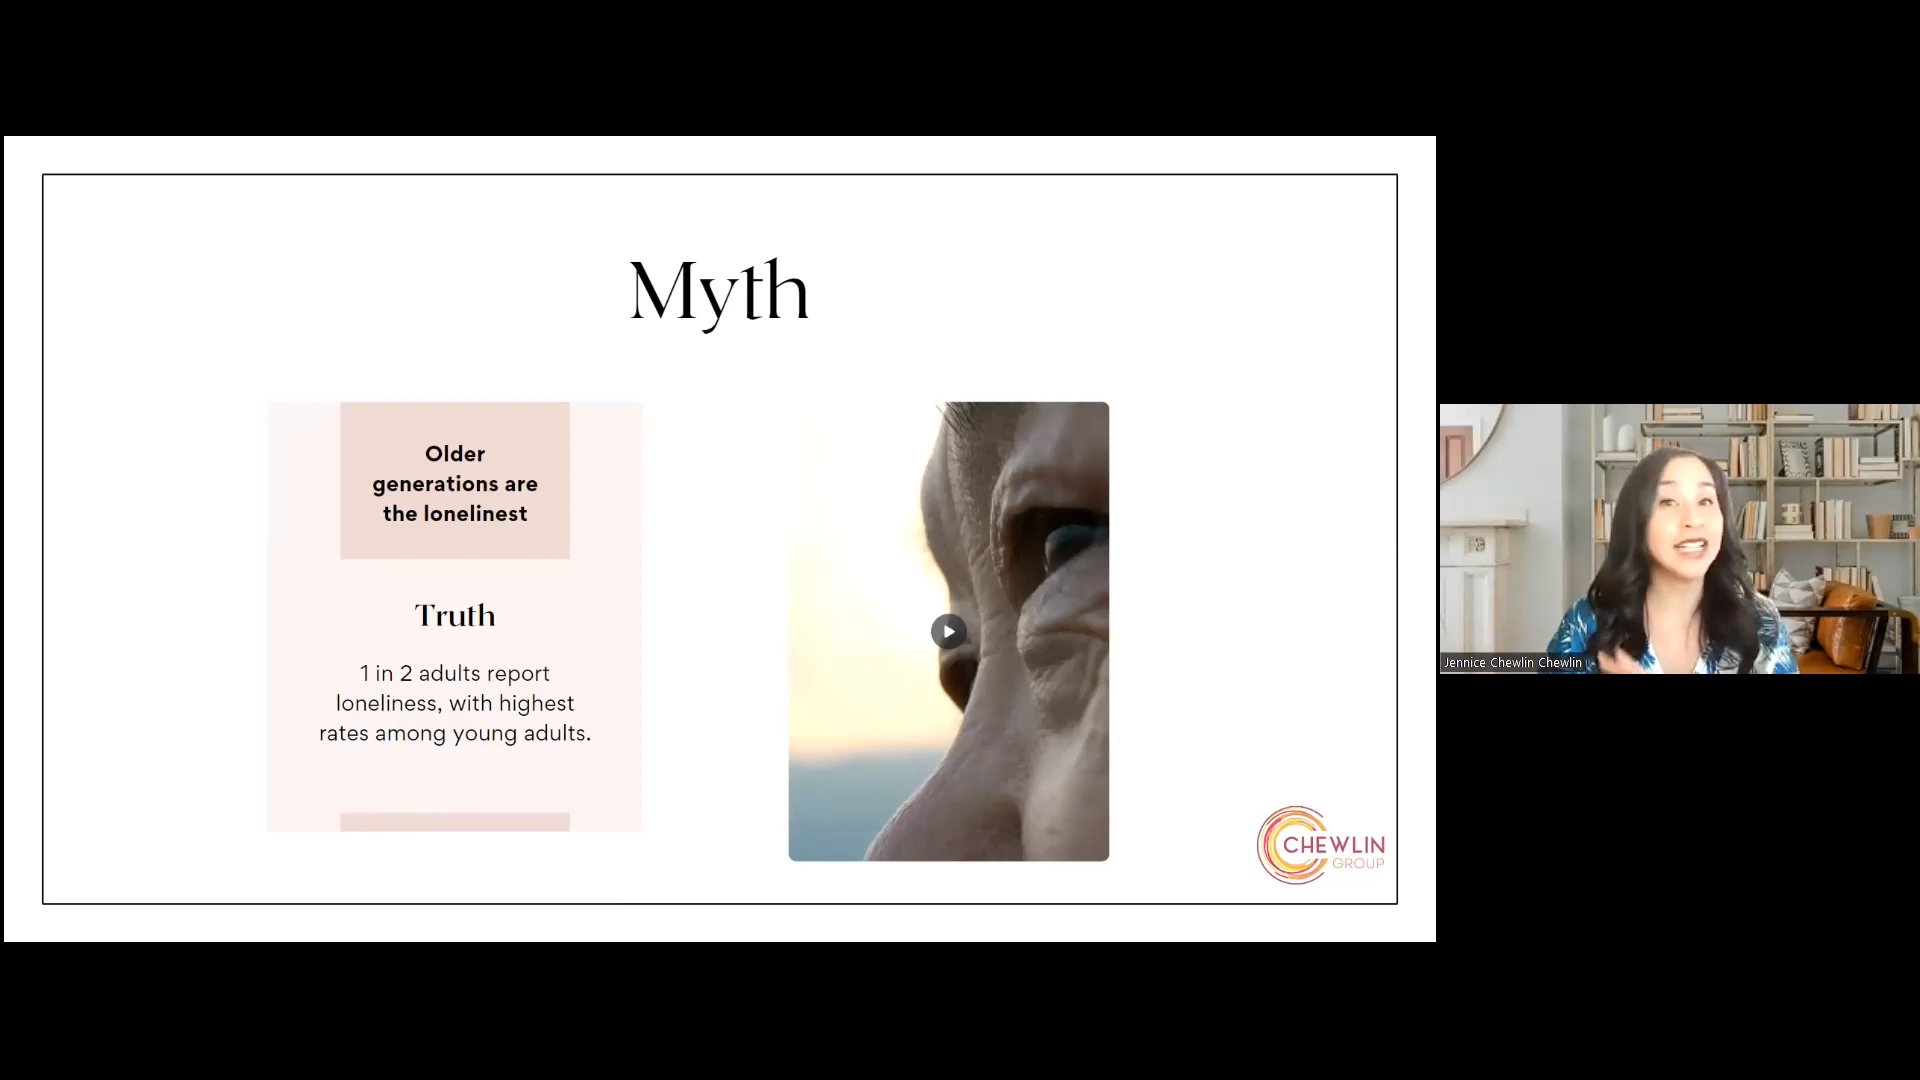 Myth
Older
generations are
the lonelinest
Truth
1 in 2 adults report
loneliness, with highest
rates among young adults.
CHEWLIN
GROUP
Jennice Chewlin Chewlin